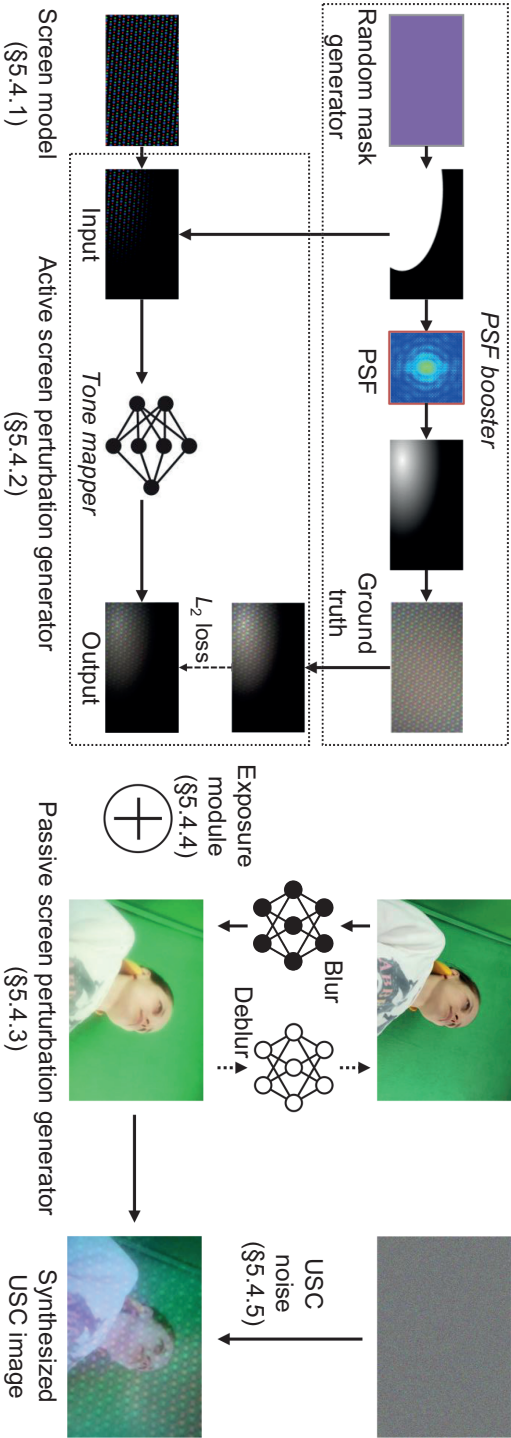 Random mask
generator
PSF booster
PSF
Ground
truth
Screen model
(§5.4.1)
Input
Tone mapper
L2 loss
Output
Active screen perturbation generator
(§5.4.2)
Exposure
module
(§5.4.4)
Blur
Deblur
Passive screen perturbation generator
(§5.4.3)
USC
noise
(§5.4.5)
Synthesized
USC image